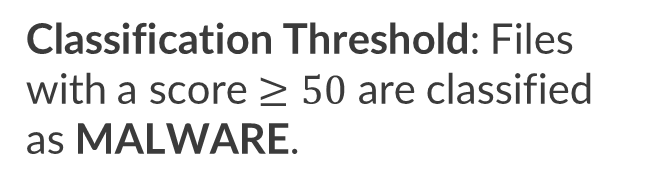 Classification Threshold: Files
with a score ≥ 50 are classified
as MALWARE.